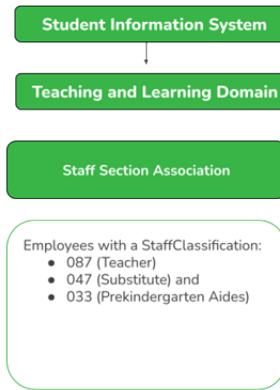 Student Information System
Teaching and Learning Domain
Staff Section Association
Employees with a StaffClassification:
● 087 (Teacher)
● 047 (Substitute) and
● 033 (Prekindergarten Aides)